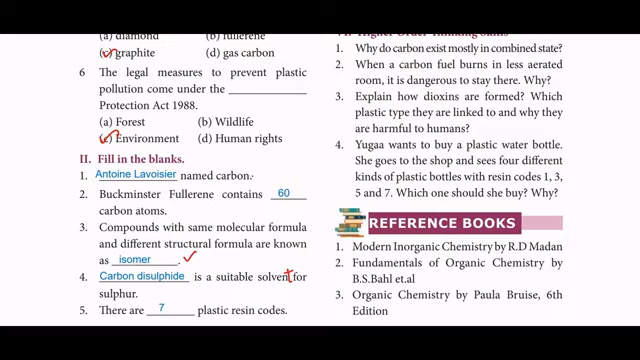 (a) diamond (b) fullerene
(c) graphite (d) gas carbon
6 The legal measures to prevent plastic
pollution come under the ____________
Protection Act 1988.
(a) Forest (b) Wildlife
(c) Environment (d) Human rights
II. Fill in the blanks.
1. Antoine Lavoisier named carbon.
2. Buckminster Fullerene contains 60
carbon atoms.
3. Compounds with same molecular formula
and different structural formula are known
as isomer.
4. Carbon disulphide is a suitable solvent for
sulphur.
5. There are 7 plastic resin codes.
1. Why do carbon exist mostly in combined state?
2. When a carbon fuel burns in less aerated
room, it is dangerous to stay there. Why?
3. Explain how dioxins are formed? Which
plastic type they are linked to and why they
are harmful to humans?
4. Yugaa wants to buy a plastic water bottle.
She goes to the shop and sees four different
kinds of plastic bottles with resin codes 1, 3,
5 and 7. Which one should she buy? Why?
REFERENCE BOOKS
1. Modern Inorganic Chemistry by R.D Madan
2. Fundamentals of Organic Chemistry by
B.S.Bahl et.al
3. Organic Chemistry by Paula Bruise, 6th
Edition